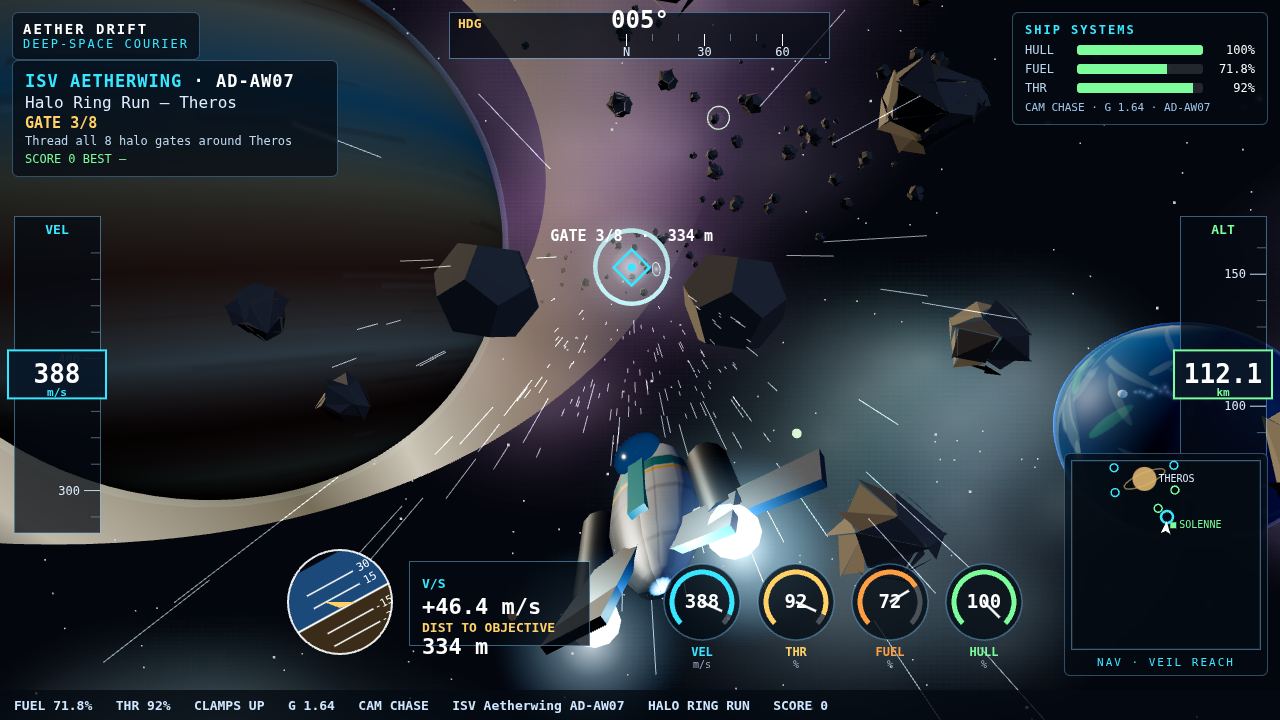 AETHER DRIFT
DEEP-SPACE COURIER
ISV AETHERWING · AD-AW07
Halo Ring Run — Theros
GATE 3/8
Thread all 8 halo gates around Theros
SCORE 0 BEST —
HDG
005°
N 30 60
SHIP SYSTEMS
HULL 100%
FUEL 71.8%
THR 92%
CAM CHASE · G 1.64 · AD-AW07
GATE 3/8 · 334 m
VEL
388
m/s
300
ALT
150
112.1
km
100
THEROS
SOLENNE
NAV · VEIL REACH
30
15
-15
V/S
+46.4 m/s
DIST TO OBJECTIVE
334 m
388
VEL
m/s
92
THR
%
72
FUEL
%
100
HULL
%
FUEL 71.8% THR 92% CLAMPS UP G 1.64 CAM CHASE ISV Aetherwing AD-AW07 HALO RING RUN SCORE 0